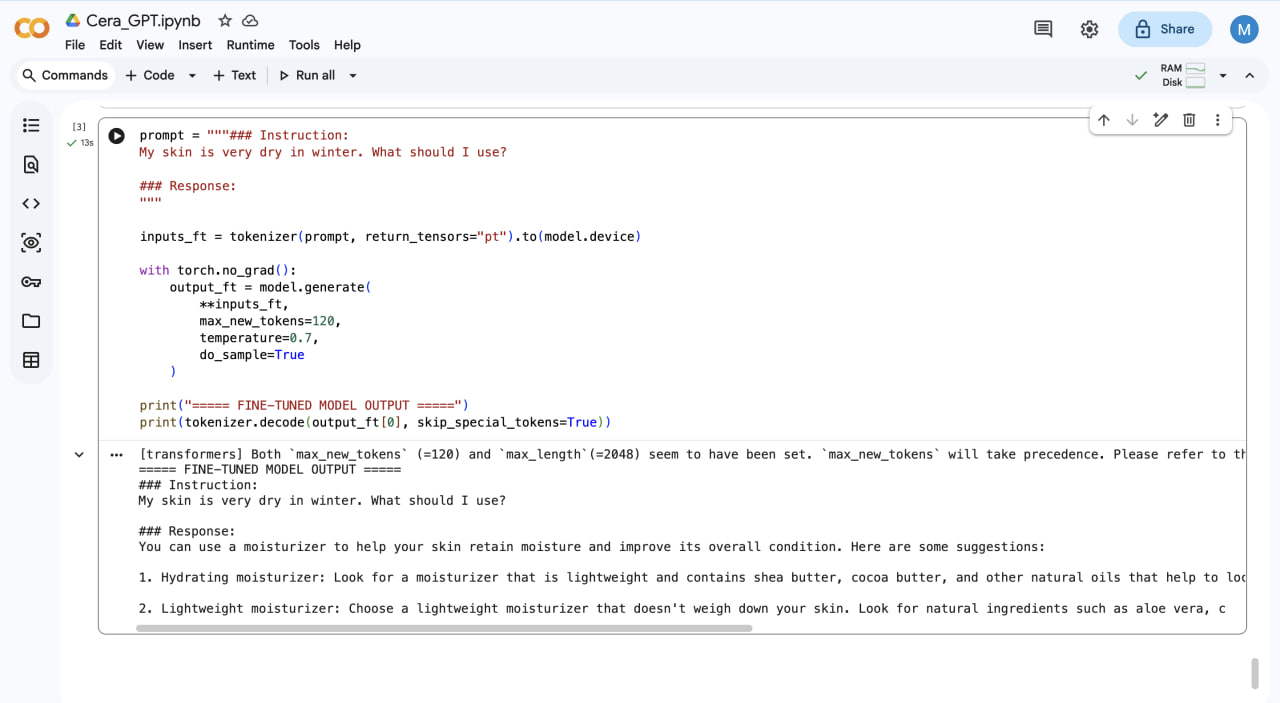 Cera_GPT.ipynb
File Edit View Insert Runtime Tools Help
Share
M
Commands + Code + Text Run all
RAM
Disk
[3]
13s
prompt = """### Instruction:
My skin is very dry in winter. What should I use?
### Response:
"""
inputs_ft = tokenizer(prompt, return_tensors="pt").to(model.device)
with torch.no_grad():
output_ft = model.generate(
**inputs_ft,
max_new_tokens=120,
temperature=0.7,
do_sample=True
)
print("===== FINE-TUNED MODEL OUTPUT =====")
print(tokenizer.decode(output_ft[0], skip_special_tokens=True))
[transformers] Both `max_new_tokens` (=120) and `max_length`(=2048) seem to have been set. `max_new_tokens` will take precedence. Please refer to
===== FINE-TUNED MODEL OUTPUT =====
### Instruction:
My skin is very dry in winter. What should I use?
### Response:
You can use a moisturizer to help your skin retain moisture and improve its overall condition. Here are some suggestions:
1. Hydrating moisturizer: Look for a moisturizer that is lightweight and contains shea butter, cocoa butter, and other natural oils that help to
2. Lightweight moisturizer: Choose a lightweight moisturizer that doesn't weigh down your skin. Look for natural ingredients such as aloe vera, c